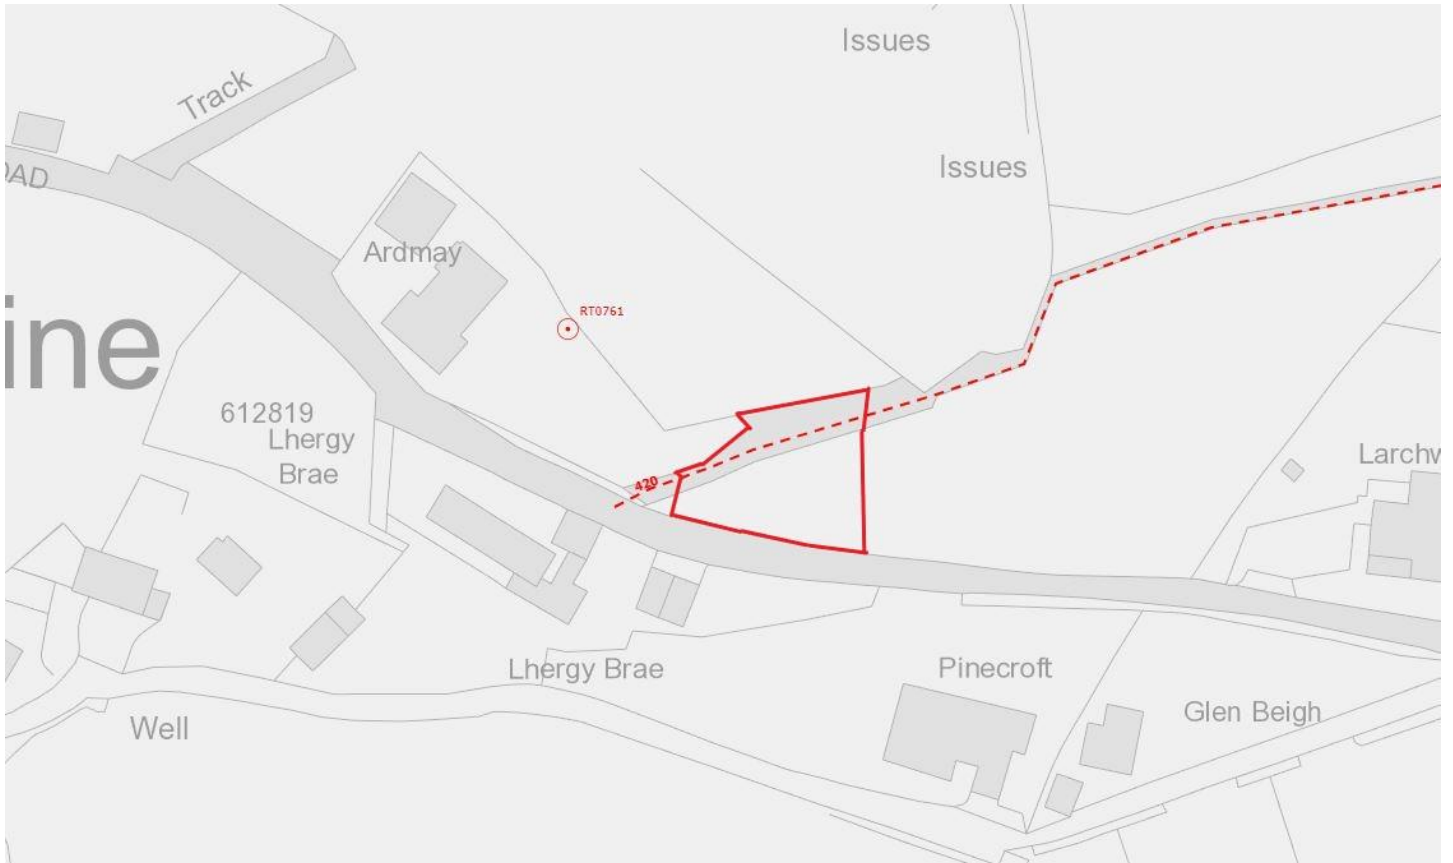 Issues
Track
Issues
OAD
Ardmay
RT0761
ine
612819
Lhergy
Brae
420
Larchw
Lhergy Brae
Pinecroft
Glen Beigh
Well